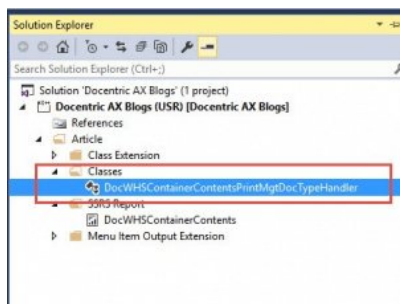 Solution Explorer
Search Solution Explorer (Ctrl+;)
Solution 'Docentric AX Blogs' (1 project)
Docentric AX Blogs (USR) [Docentric AX Blogs]
References
Article
Class Extension
Classes
DocWHSContainerContentsPrintMgtDocTypeHandler
SSRS Report
DocWHSContainerContents
Menu Item Output Extension